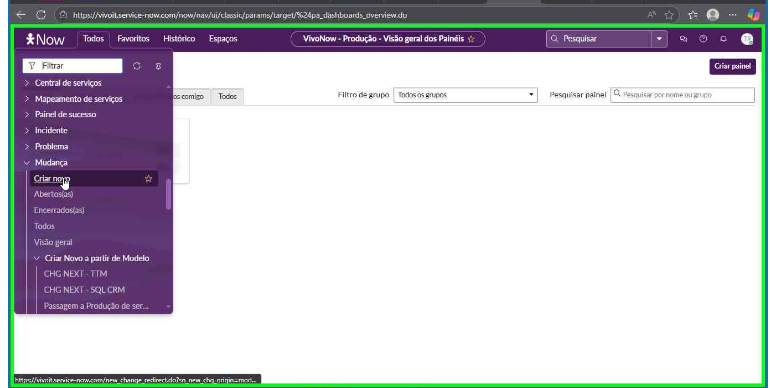 https://vivoit.service-now.com/now/nav/ui/classic/params/target/%24pa_dashboards_overview.do
Now Todos Favoritos Histórico Espaços VivoNow - Produção - Visão geral dos Painéis Pesquisar
Filtrar
Criar painel
Central de serviços
Mapeamento de serviços
os comigo Todos Filtro de grupo Todos os grupos Pesquisar painel Pesquisar por nome ou grupo
Painel de sucesso
Incidente
Problema
Mudança
Criar novo
Abertos(as)
Encerrados(as)
Todos
Visão geral
Criar Novo a partir de Modelo
CHG NEXT - TTM
CHG NEXT - SQL CRM
Passagem a Produção de ser...
https://vivoit.service-now.com/new_change_redirect.do?sn_new_chg_origin=mod...